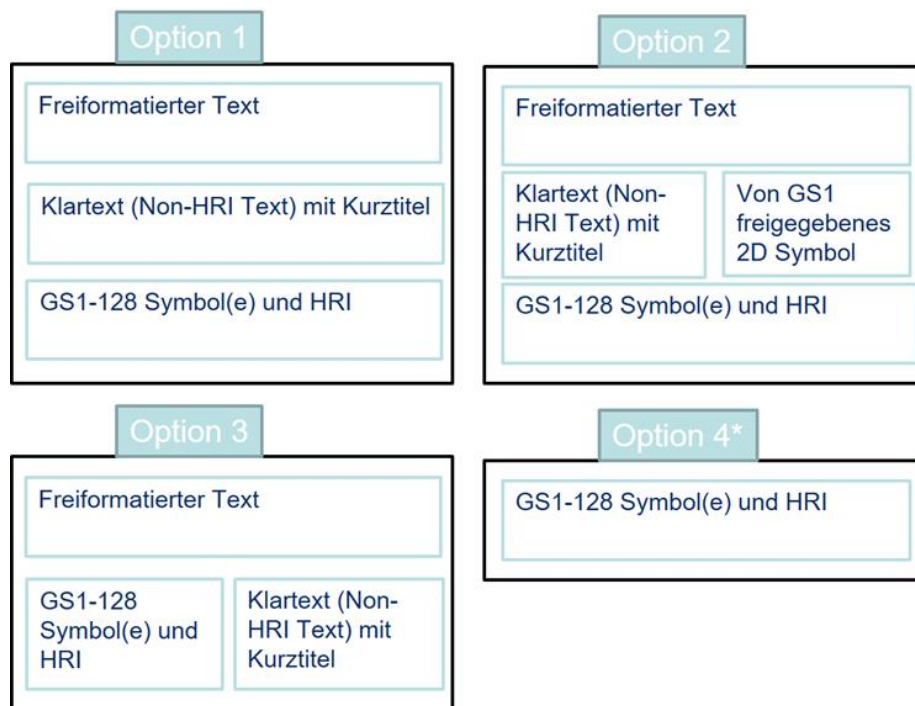 Option 1
Freiformatierter Text
Klartext (Non-HRI Text) mit Kurztitel
GS1-128 Symbol(e) und HRI
Option 2
Freiformatierter Text
Klartext (Non-
HRI Text) mit
Kurztitel
Von GS1
freigegebenes
2D Symbol
GS1-128 Symbol(e) und HRI
Option 3
Freiformatierter Text
GS1-128
Symbol(e) und
HRI
Klartext (Non-
HRI Text) mit
Kurztitel
Option 4*
GS1-128 Symbol(e) und HRI